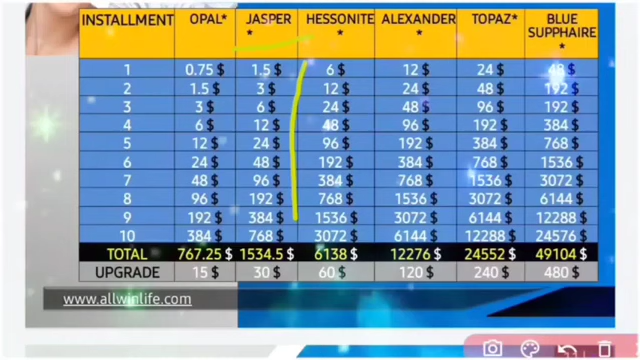 INSTALLMENT OPAL* JASPER * HESSONITE * ALEXANDER * TOPAZ* BLUE SUPPHAIRE *
1 0.75 $ 1.5 $ 6 $ 12 $ 24 $ 48 $
2 1.5 $ 3 $ 12 $ 24 $ 48 $ 192 $
3 3 $ 6 $ 24 $ 48 $ 96 $ 192 $
4 6 $ 12 $ 48 $ 96 $ 192 $ 384 $
5 12 $ 24 $ 96 $ 192 $ 384 $ 768 $
6 24 $ 48 $ 192 $ 384 $ 768 $ 1536 $
7 48 $ 96 $ 384 $ 768 $ 1536 $ 3072 $
8 96 $ 192 $ 768 $ 1536 $ 3072 $ 6144 $
9 192 $ 384 $ 1536 $ 3072 $ 6144 $ 12288 $
10 384 $ 768 $ 3072 $ 6144 $ 12288 $ 24576 $
TOTAL 767.25 $ 1534.5 $ 6138 $ 12276 $ 24552 $ 49104 $
UPGRADE 15 $ 30 $ 60 $ 120 $ 240 $ 480 $
www.allwinlife.com